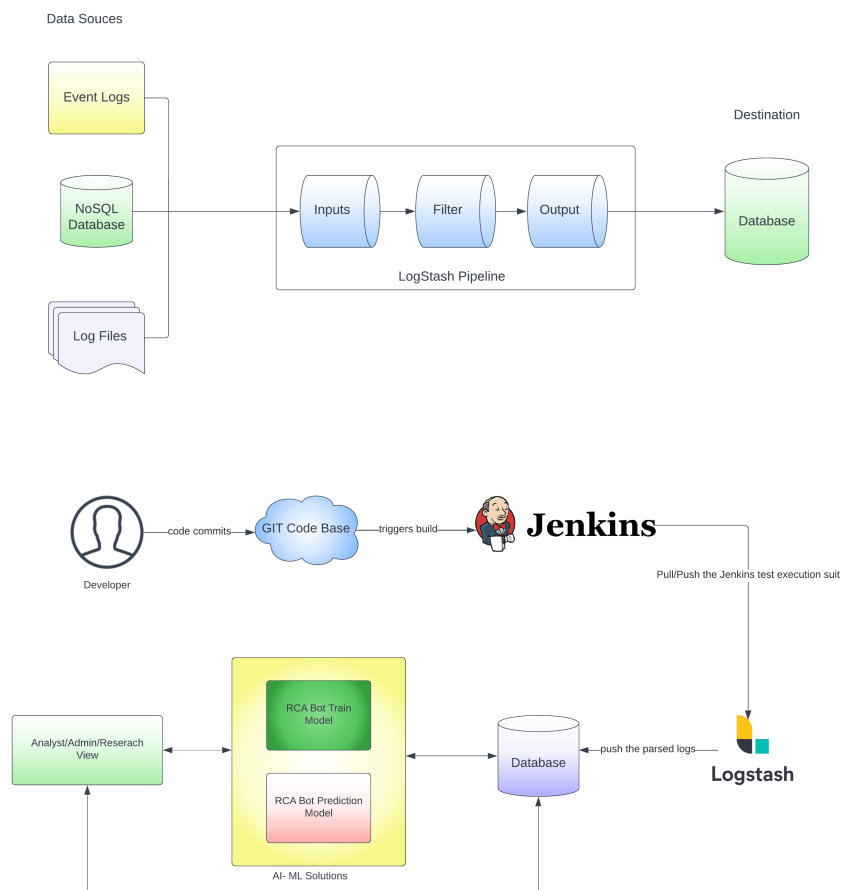 Data Souces
Event Logs
Destination
NoSQL
Database
Inputs
Filter
Output
Database
LogStash Pipeline
Log Files
code commits
GIT Code Base
triggers build
Jenkins
Developer
Pull/Push the Jenkins test execution suit
RCA Bot Train
Model
Analyst/Admin/Reserach
View
Database
push the parsed logs
Logstash
RCA Bot Prediction
Model
AI- ML Solutions